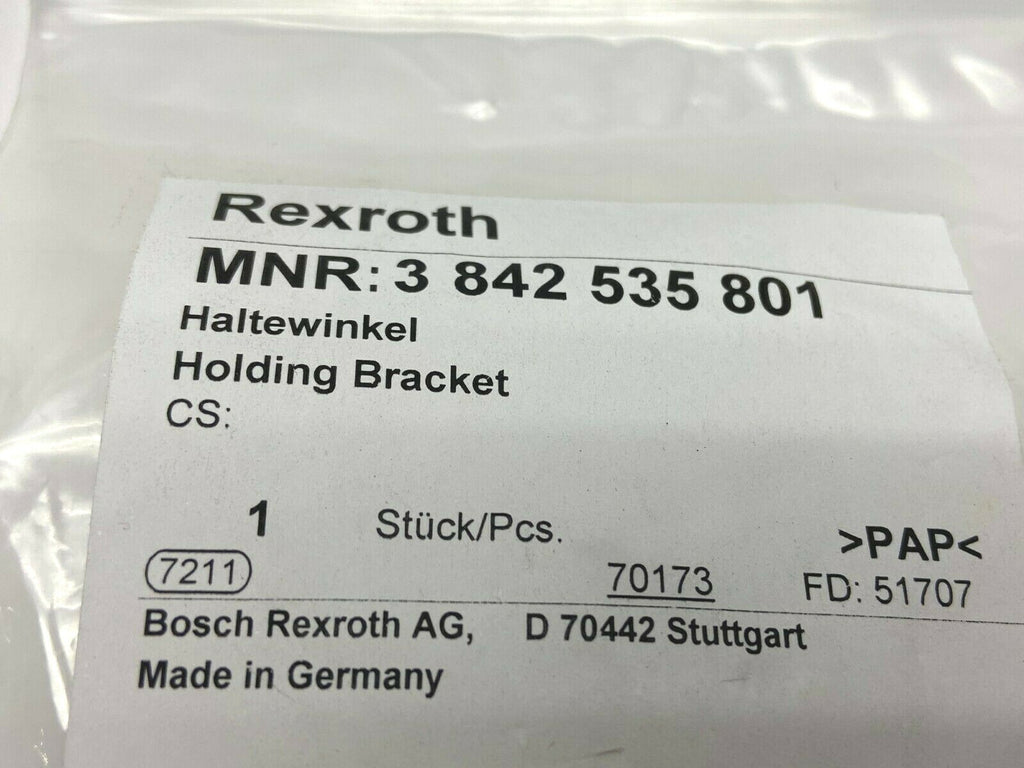 Rexroth
MNR: 3 842 535 801
Haltewinkel
Holding Bracket
CS:
1 Stück/Pcs. >PAP<
7211 70173 FD: 51707
Bosch Rexroth AG, D 70442 Stuttgart
Made in Germany